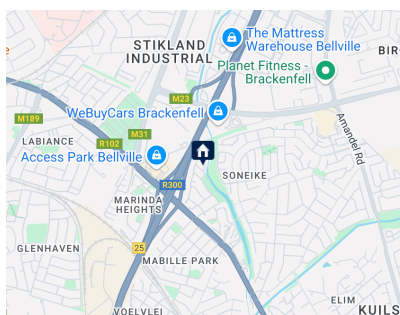 STIKLAND
INDUSTRIAL
The Mattress
Warehouse Bellville
BIR
Planet Fitness -
Brackenfell
M23
WeBuyCars Brackenfell
M189
M31
R102
LABIANCE
Access Park Bellville
Amandel Rd
SONEIKE
R300
MARINDA
HEIGHTS
25
GLENHAVEN
MABILLE PARK
ELIM
VOELVLEI
KUILS